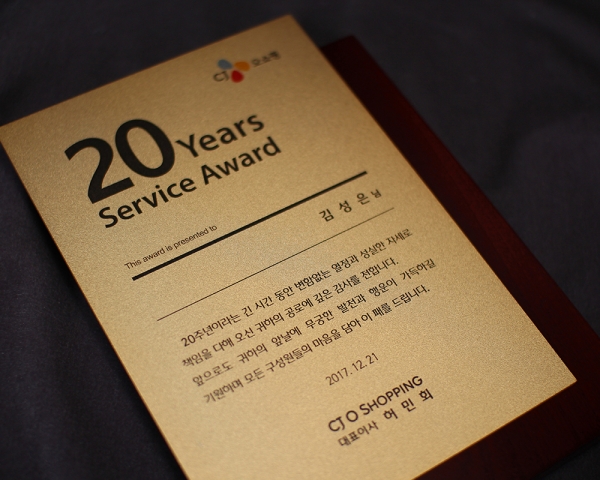 CJ 오쇼핑
20 Years
Service Award
This award is presented to
김 성 은 님
20주년이라는 긴 시간 동안 변함없는 열정과 성실한 자세로
책임을 다해 오신 귀하의 공로에 깊은 감사를 전합니다.
앞으로도 귀하의 앞날에 무궁한 발전과 행운이 가득하길
기원하며 모든 구성원들의 마음을 담아 이 패를 드립니다.
2017. 12. 21
CJ O SHOPPING
대표이사 허 민 회